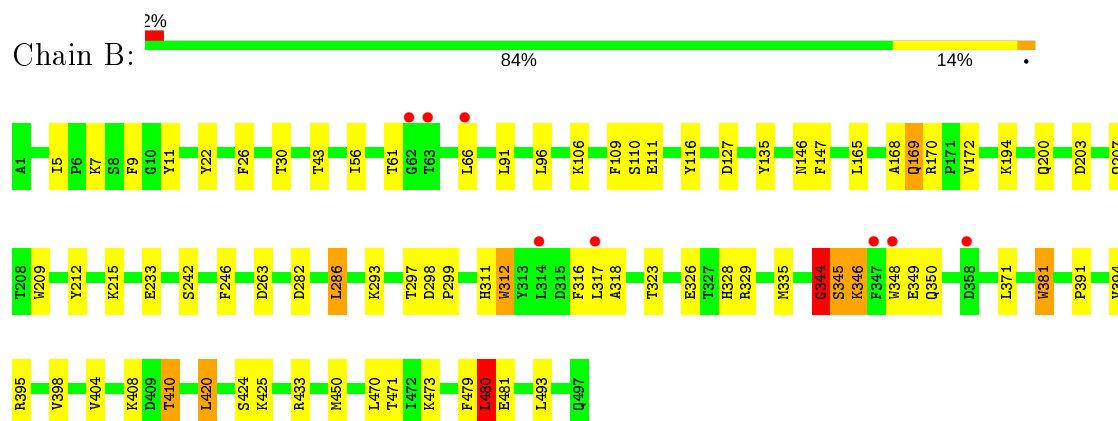 2%
Chain B:
84% 14% •
A1 I5 P6 K7 S8 F9 G10 Y11 Y22 F26 T30 T43 I56 T61 G62 T63 L66 L91 L96 K106 F109 S110 E111 Y116 D127 Y135 N146 F147 L165 A168 Q169 R170 P171 V172 K194 Q200 D203
T208 W209 Y212 K215 E233 S242 F246 D263 D282 L286 K293 T297 D298 P299 H311 W312 Y313 L314 D315 F316 L317 A318 T323 E326 T327 H328 R329 M335 G344 S345 K346 F347 W348 E349 Q350 D358 L371 W381 P391
R395 V398 V404 K408 D409 T410 L420 S424 K425 R433 M450 L470 T471 I472 K473 F479 L480 E481 L493 Q497